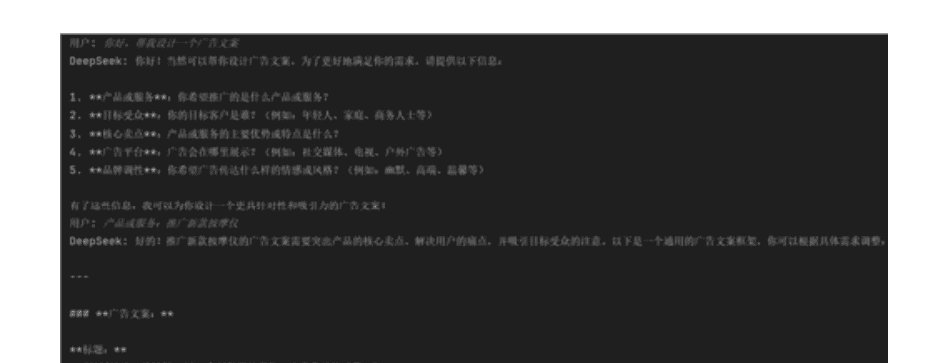 用户: 你好，帮我设计一个广告文案
DeepSeek: 你好！当然可以帮你设计广告文案。为了更好地满足你的需求，请提供以下信息：
1. **产品或服务**：你希望推广的是什么产品或服务？
2. **目标受众**：你的目标客户是谁？（例如：年轻人、家庭、商务人士等）
3. **核心卖点**：产品或服务的主要优势或特点是什么？
4. **广告平台**：广告会在哪里展示？（例如：社交媒体、电视、户外广告等）
5. **品牌调性**：你希望广告传达什么样的情感或风格？（例如：幽默、高端、温馨等）
有了这些信息，我可以为你设计一个更具针对性和吸引力的广告文案！
用户: 产品或服务：推广新款按摩仪
DeepSeek: 好的！推广新款按摩仪的广告文案需要突出产品的核心卖点，解决用户的痛点，并吸引目标受众的注意。以下是一个通用的广告文案框架，你可以根据具体需求调整：
---
### **广告文案：**
**标题：**